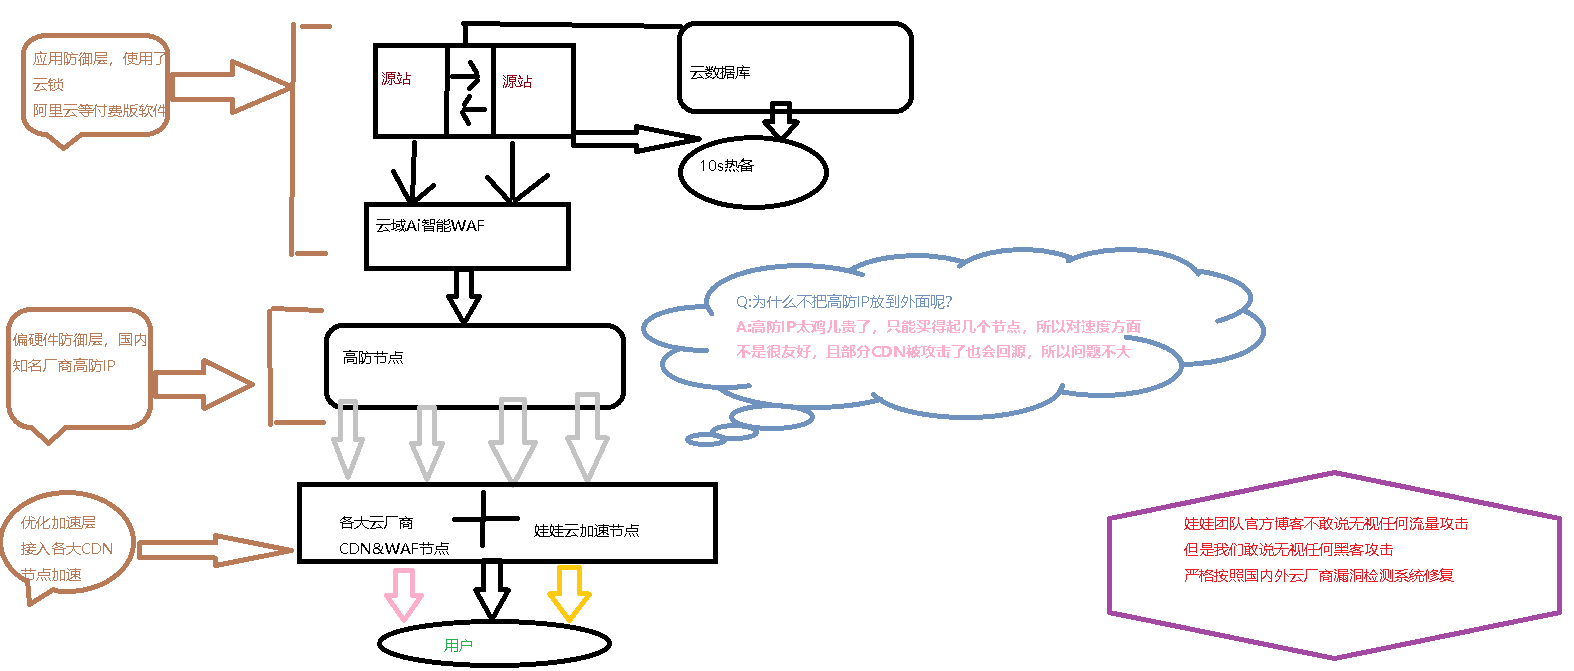 应用防御层，使用了
云锁
阿里云等付费版软件
源站
源站
云数据库
10s热备
云域Ai智能WAF
Q:为什么不把高防IP放到外面呢?
A:高防IP太鸡儿贵了，只能买得起几个节点，所以对速度方面
不是很友好，且部分CDN被攻击了也会回源，所以问题不大
偏硬件防御层，国内
知名厂商高防IP
高防节点
优化加速层
接入各大CDN
节点加速
各大云厂商
CDN&WAF节点
娃娃云加速节点
用户
娃娃团队官方博客不敢说无视任何流量攻击
但是我们敢说无视任何黑客攻击
严格按照国内外云厂商漏洞检测系统修复